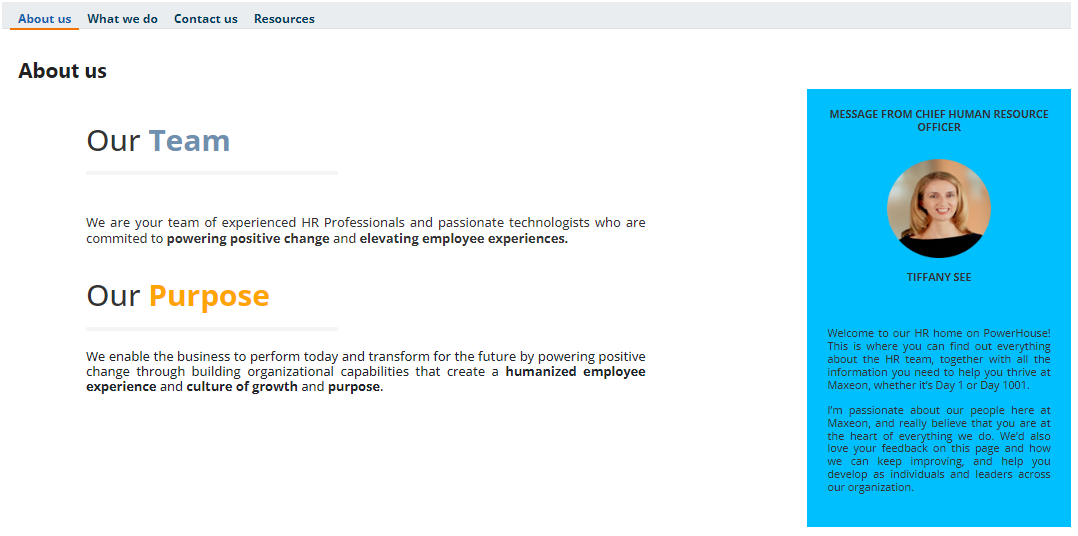 About us What we do Contact us Resources
About us
Our Team
We are your team of experienced HR Professionals and passionate technologists who are
commited to powering positive change and elevating employee experiences.
Our Purpose
We enable the business to perform today and transform for the future by powering positive
change through building organizational capabilities that create a humanized employee
experience and culture of growth and purpose.
MESSAGE FROM CHIEF HUMAN RESOURCE
OFFICER
TIFFANY SEE
Welcome to our HR home on PowerHouse!
This is where you can find out everything
about the HR team, together with all the
information you need to help you thrive at
Maxeon, whether it's Day 1 or Day 1001.
I'm passionate about our people here at
Maxeon, and really believe that you are at
the heart of everything we do. We'd also
love your feedback on this page and how
we can keep improving, and help you
develop as individuals and leaders across
our organization.